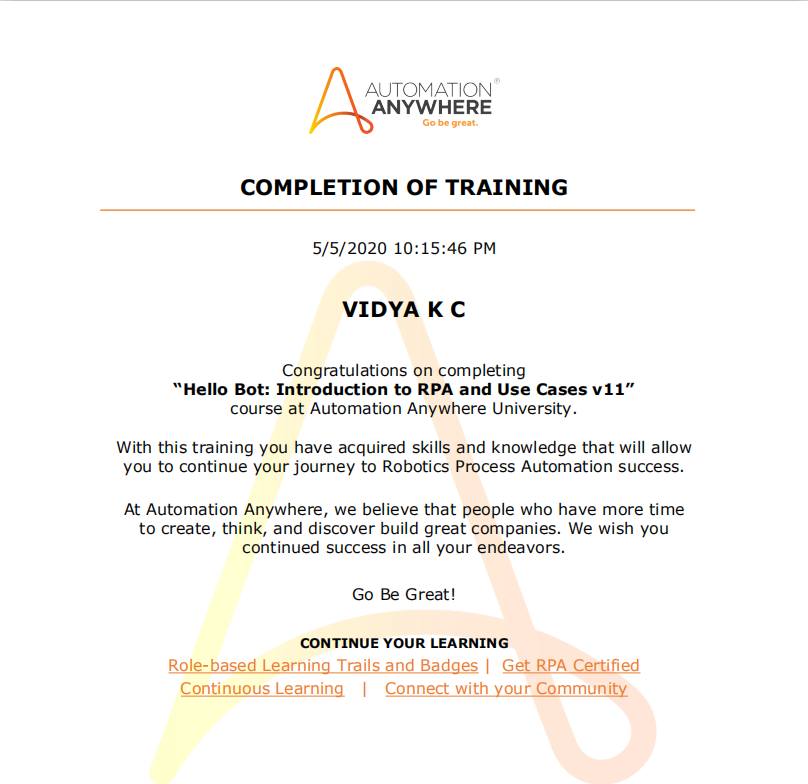 AUTOMATION®
ANYWHERE
Go be great.
COMPLETION OF TRAINING
5/5/2020 10:15:46 PM
VIDYA K C
Congratulations on completing
“Hello Bot: Introduction to RPA and Use Cases v11”
course at Automation Anywhere University.
With this training you have acquired skills and knowledge that will allow
you to continue your journey to Robotics Process Automation success.
At Automation Anywhere, we believe that people who have more time
to create, think, and discover build great companies. We wish you
continued success in all your endeavors.
Go Be Great!
CONTINUE YOUR LEARNING
Role-based Learning Trails and Badges | Get RPA Certified
Continuous Learning | Connect with your Community